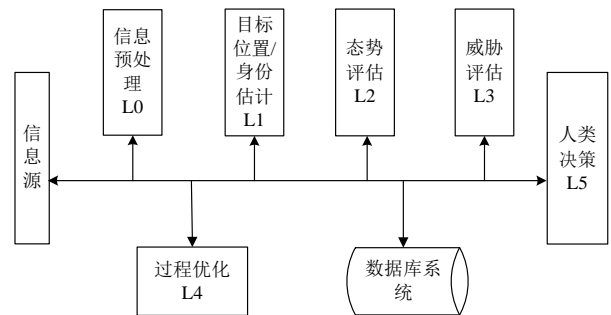 信息
预处
理
L0
目标
位置/
身份
估计
L1
态势
评估
L2
威胁
评估
L3
信
息
源
人类
决策
L5
过程优化
L4
数据库系
统